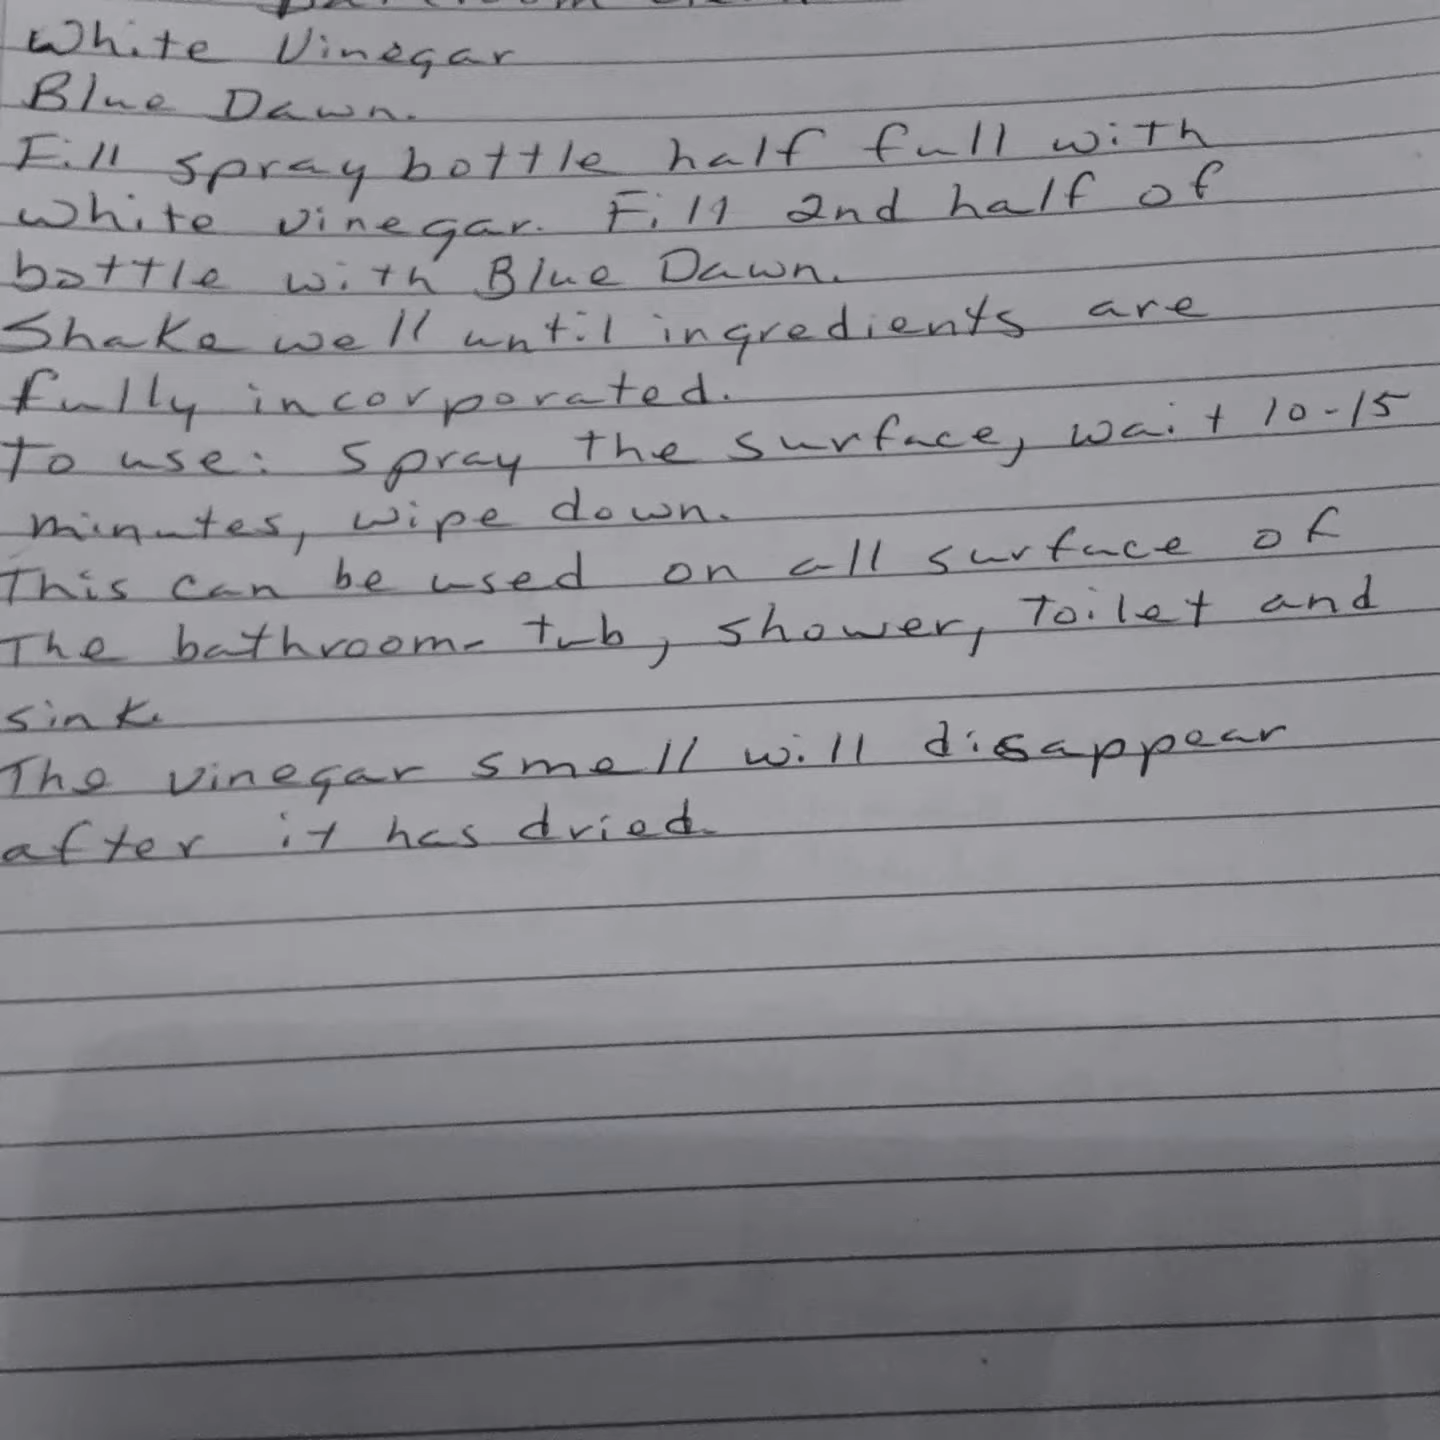 White Vinegar
Blue Dawn.
Fill spray bottle half full with
white vinegar. Fill 2nd half of
bottle with Blue Dawn.
Shake well until ingredients are
fully incorporated.
To use: spray the surface, wait 10-15
minutes, wipe down.
This can be used on all surface of
The bathroom- tub, shower, Toilet and
sink.
The vinegar smell will disappear
after it has dried.